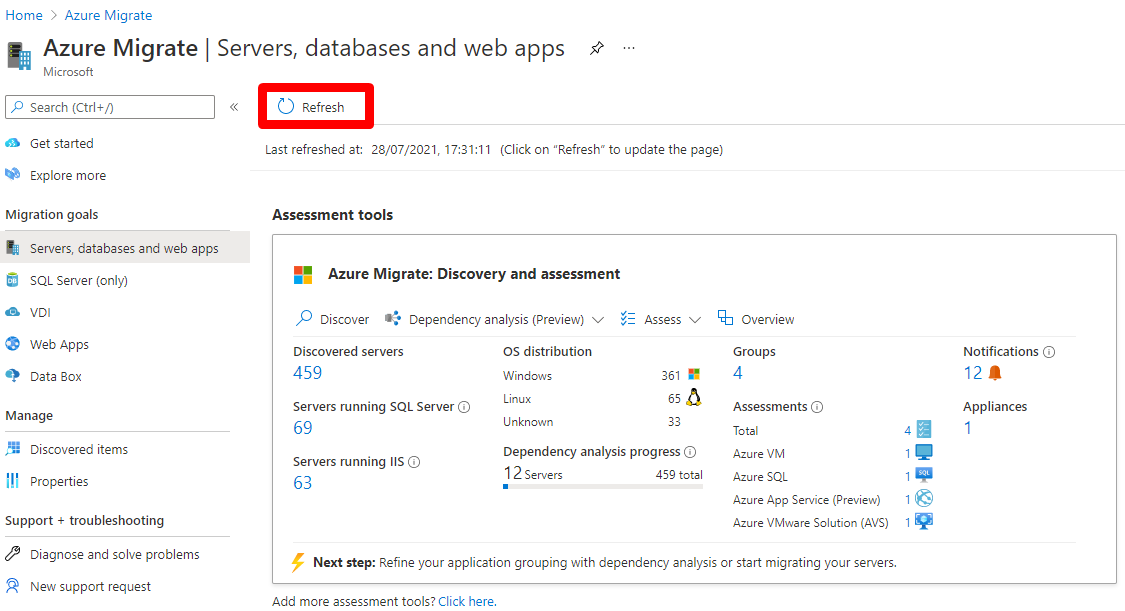 Home > Azure Migrate
Azure Migrate | Servers, databases and web apps
Microsoft
Search (Ctrl+/)
Get started
Explore more
Migration goals
Servers, databases and web apps
SQL Server (only)
VDI
Web Apps
Data Box
Manage
Discovered items
Properties
Support + troubleshooting
Diagnose and solve problems
New support request
Refresh
Last refreshed at: 28/07/2021, 17:31:11 (Click on “Refresh” to update the page)
Assessment tools
Azure Migrate: Discovery and assessment
Discover Dependency analysis (Preview) Assess Overview
Discovered servers
459
Servers running SQL Server
69
Servers running IIS
63
OS distribution
Windows 361
Linux 65
Unknown 33
Dependency analysis progress
12 Servers 459 total
Groups
4
Assessments
Total 4
Azure VM 1
Azure SQL 1
Azure App Service (Preview) 1
Azure VMware Solution (AVS) 1
Notifications
12
Appliances
1
Next step: Refine your application grouping with dependency analysis or start migrating your servers.
Add more assessment tools? Click here.